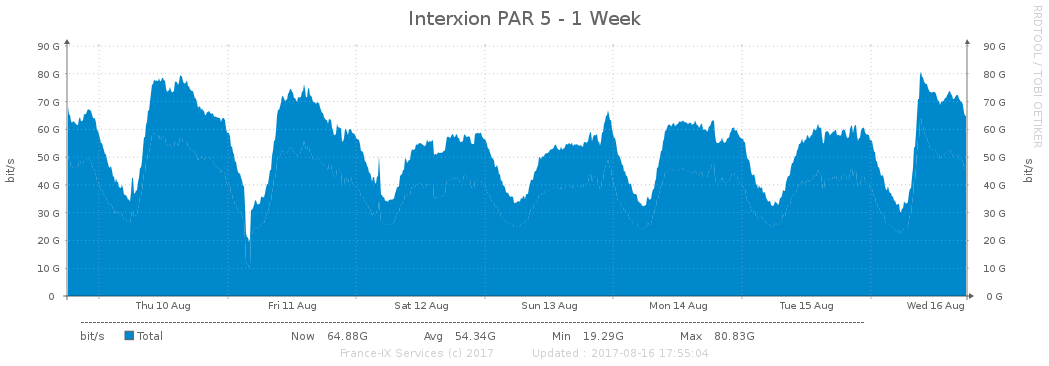 Interxion PAR 5 - 1 Week
RRDTOOL / TOBI OETIKER
90 G 90 G
80 G 80 G
70 G 70 G
60 G 60 G
50 G 50 G
40 G 40 G
30 G 30 G
20 G 20 G
10 G 10 G
0 0 G
bit/s
bit/s
Thu 10 Aug Fri 11 Aug Sat 12 Aug Sun 13 Aug Mon 14 Aug Tue 15 Aug Wed 16 Aug
bit/s Total Now 64.88G Avg 54.34G Min 19.29G Max 80.83G
France-IX Services (c) 2017 Updated : 2017-08-16 17:55:04